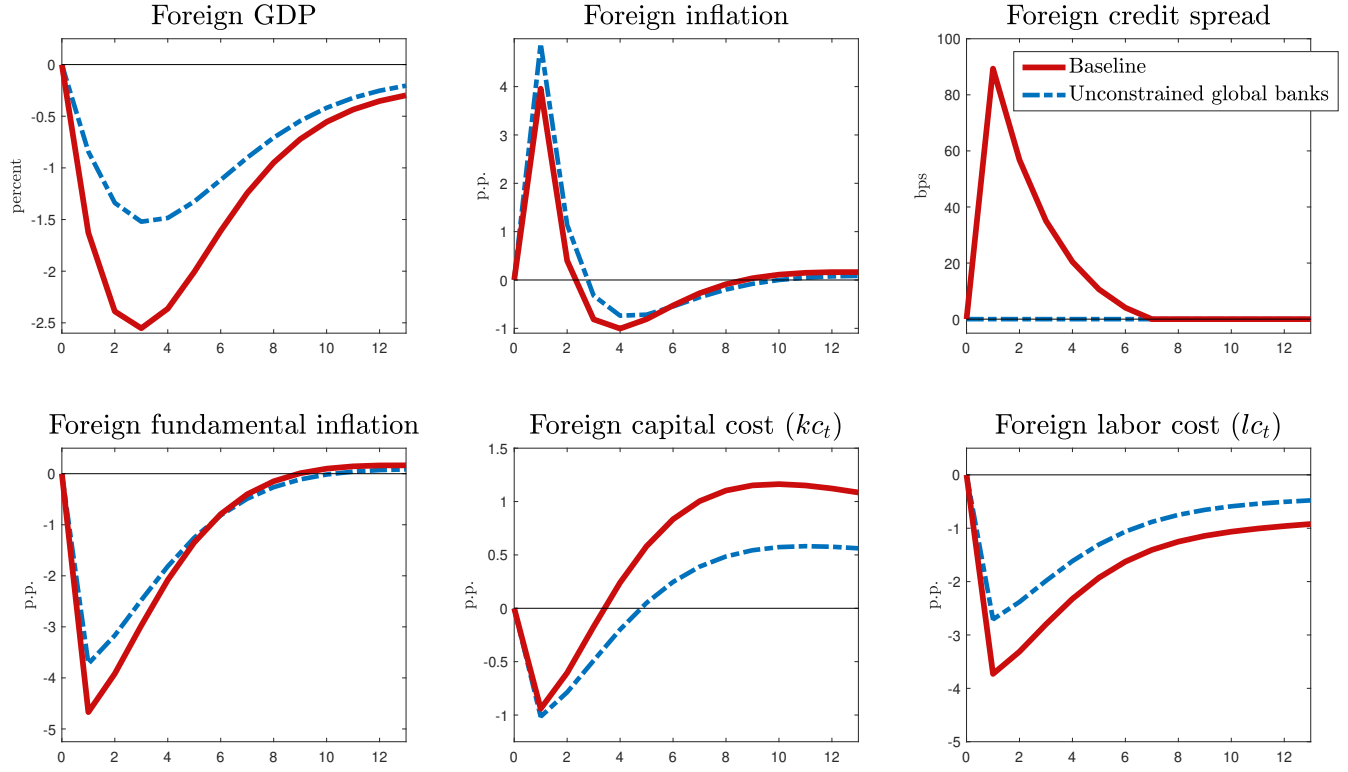 Foreign GDP
percent
0
-0.5
-1
-1.5
-2
-2.5
0 2 4 6 8 10 12
Foreign inflation
p.p.
4
3
2
1
0
-1
0 2 4 6 8 10 12
Foreign credit spread
bps
100
80
60
40
20
0
0 2 4 6 8 10 12
Baseline
Unconstrained global banks
Foreign fundamental inflation
p.p.
0
-1
-2
-3
-4
-5
0 2 4 6 8 10 12
Foreign capital cost (kcₜ)
p.p.
1.5
1
0.5
0
-0.5
-1
0 2 4 6 8 10 12
Foreign labor cost (lcₜ)
p.p.
0
-1
-2
-3
-4
-5
0 2 4 6 8 10 12